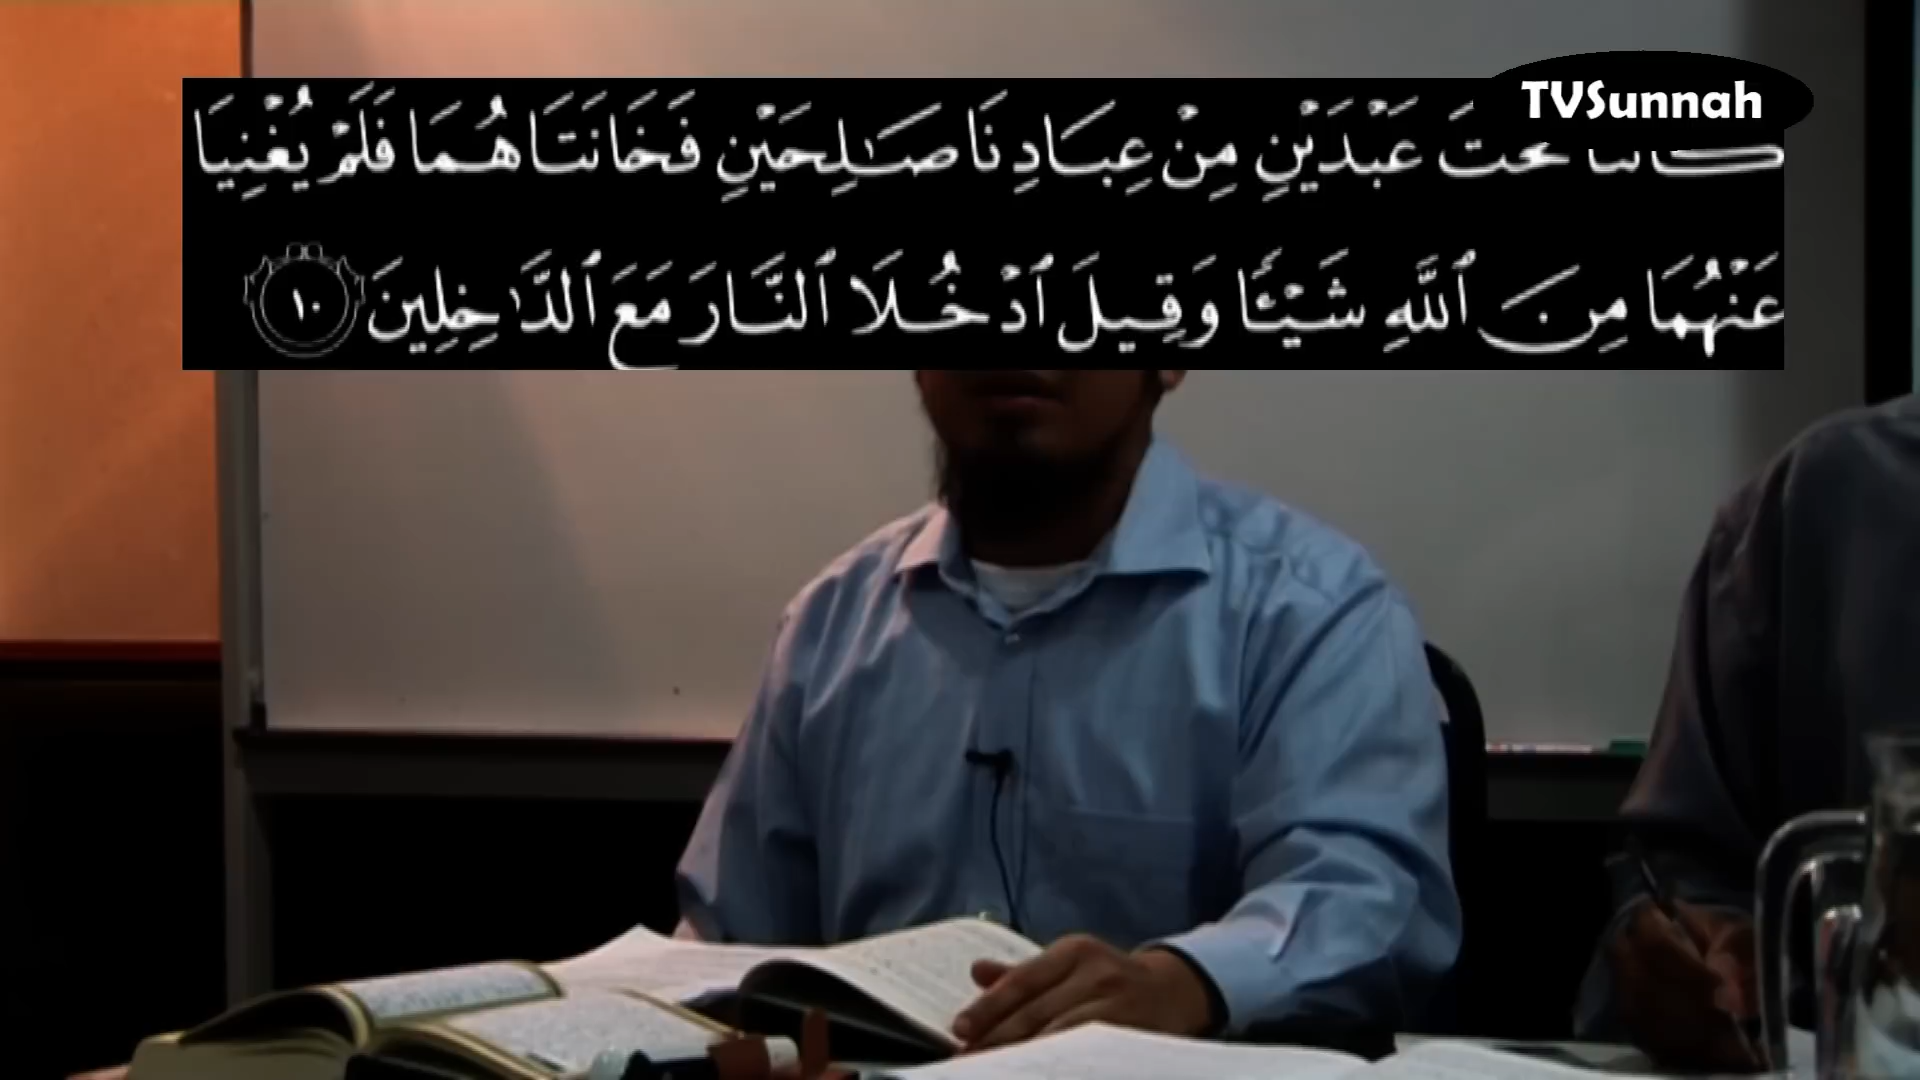 TVSunnah
تَحْتَ عَبْدَيْنِ مِنْ عِبَادِنَا صَـٰلِحَيْنِ فَخَانَتَاهُمَا فَلَمْ يُغْنِيَا
عَنْهُمَا مِنَ ٱللَّهِ شَيْـًٔا وَقِيلَ ٱدْخُلَا ٱلنَّارَ مَعَ ٱلدَّٰخِلِينَ ١٠